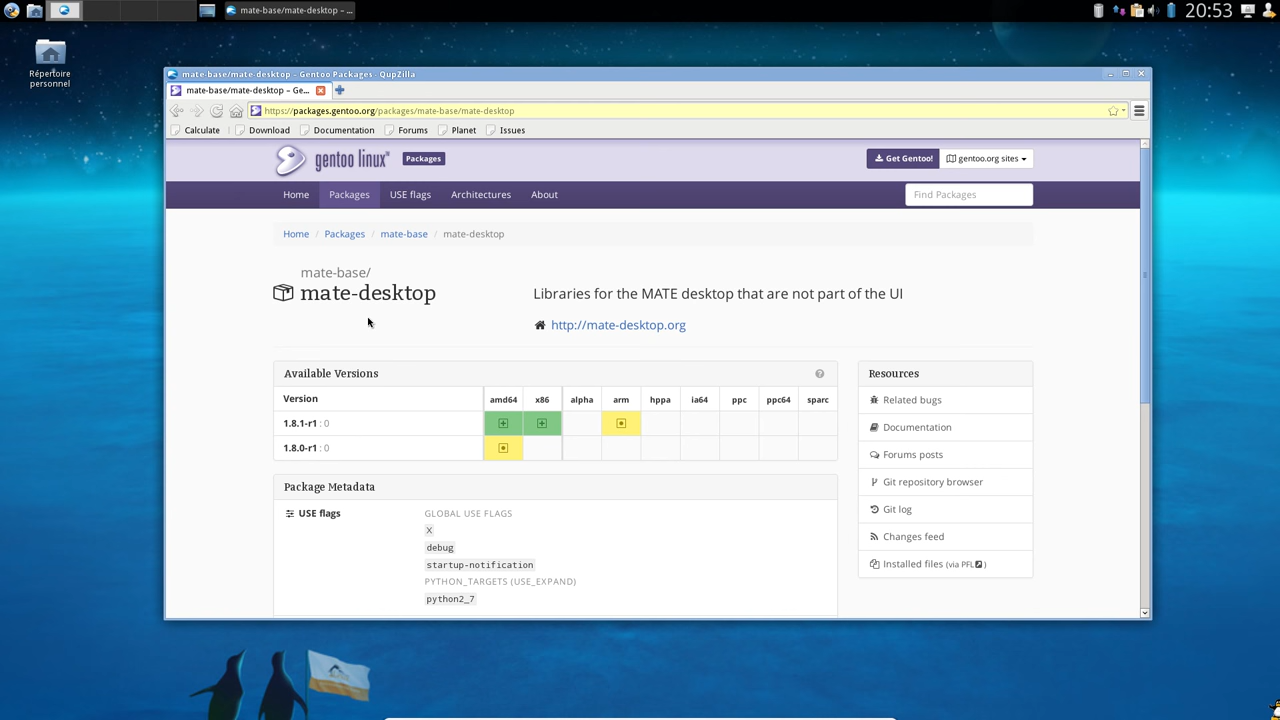 mate-base/mate-desktop – ...
20:53
Répertoire
personnel
mate-base/mate-desktop - Gentoo Packages - QupZilla
mate-base/mate-desktop – Ge...
https://packages.gentoo.org/packages/mate-base/mate-desktop
Calculate Download Documentation Forums Planet Issues
gentoo linux Packages Get Gentoo! gentoo.org sites
Home Packages USE flags Architectures About Find Packages
Home / Packages / mate-base / mate-desktop
mate-base/
mate-desktop
Libraries for the MATE desktop that are not part of the UI
http://mate-desktop.org
Available Versions
Version amd64 x86 alpha arm hppa ia64 ppc ppc64 sparc
1.8.1-r1 : 0
1.8.0-r1 : 0
Package Metadata
USE flags
GLOBAL USE FLAGS
X
debug
startup-notification
PYTHON_TARGETS (USE_EXPAND)
python2_7
Resources
Related bugs
Documentation
Forums posts
Git repository browser
Git log
Changes feed
Installed files (via PFL)